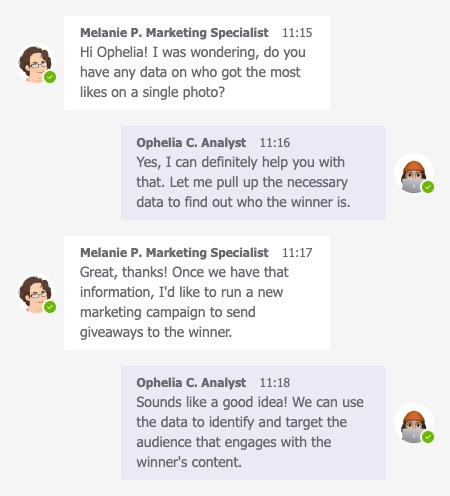 Melanie P. Marketing Specialist 11:15
Hi Ophelia! I was wondering, do you
have any data on who got the most
likes on a single photo?
Ophelia C. Analyst 11:16
Yes, I can definitely help you with
that. Let me pull up the necessary
data to find out who the winner is.
Melanie P. Marketing Specialist 11:17
Great, thanks! Once we have that
information, I'd like to run a new
marketing campaign to send
giveaways to the winner.
Ophelia C. Analyst 11:18
Sounds like a good idea! We can use
the data to identify and target the
audience that engages with the
winner's content.